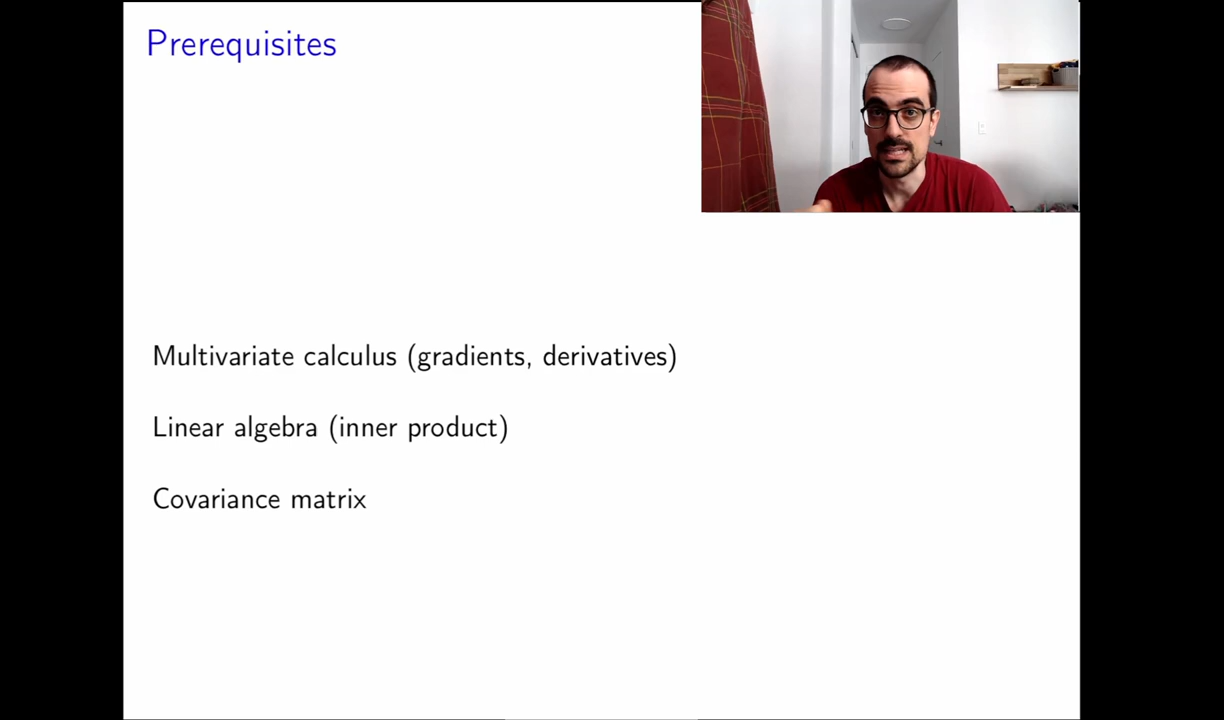 Prerequisites
Multivariate calculus (gradients, derivatives)
Linear algebra (inner product)
Covariance matrix